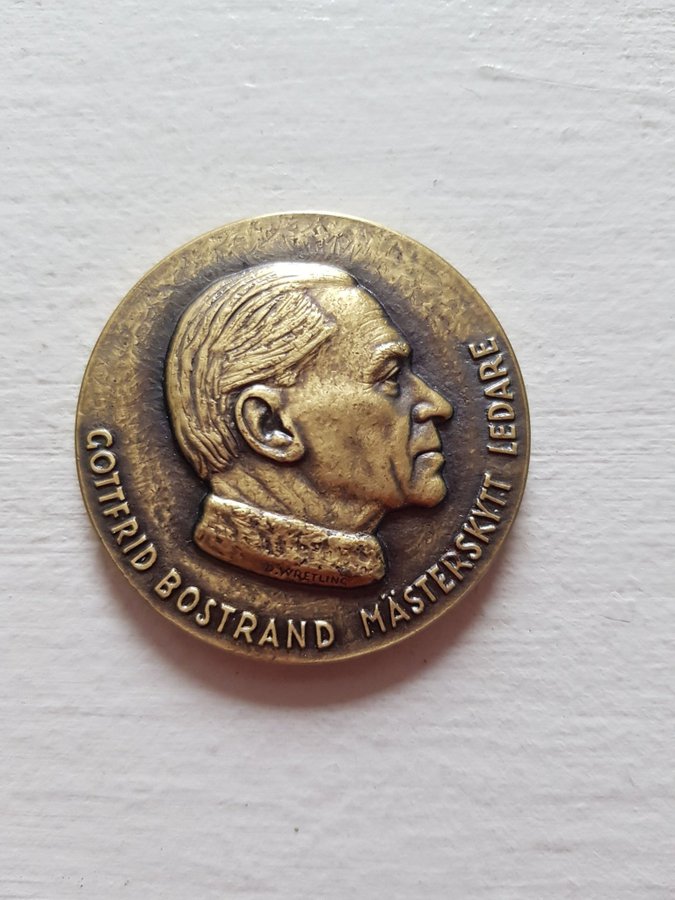 GOTTFRID BOSTRAND MÄSTERSKYTT LEDARE
D. WRETLING